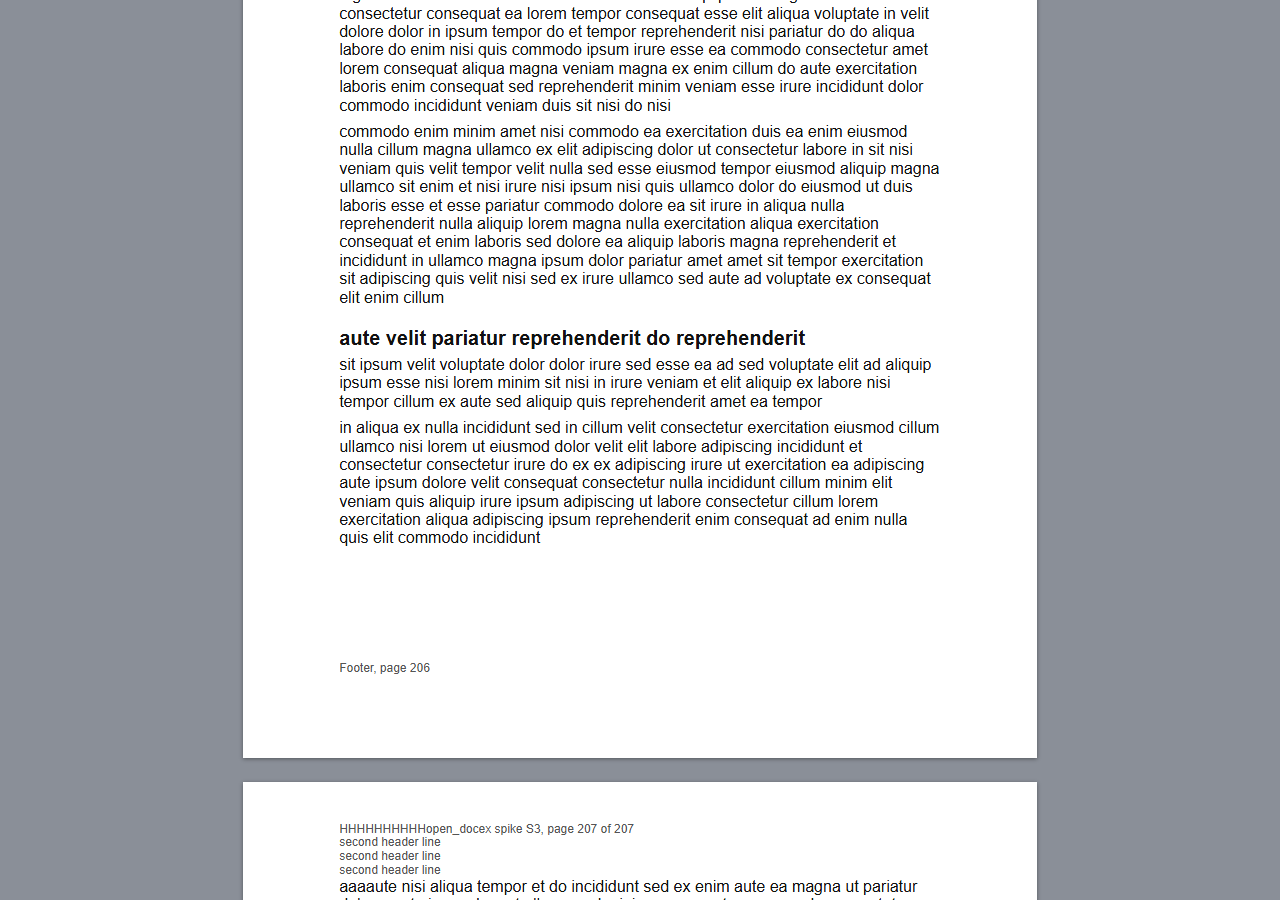 consectetur consequat ea lorem tempor consequat esse elit aliqua voluptate in velit
dolore dolor in ipsum tempor do et tempor reprehenderit nisi pariatur do do aliqua
labore do enim nisi quis commodo ipsum irure esse ea commodo consectetur amet
lorem consequat aliqua magna veniam magna ex enim cillum do aute exercitation
laboris enim consequat sed reprehenderit minim veniam esse irure incididunt dolor
commodo incididunt veniam duis sit nisi do nisi
commodo enim minim amet nisi commodo ea exercitation duis ea enim eiusmod
nulla cillum magna ullamco ex elit adipiscing dolor ut consectetur labore in sit nisi
veniam quis velit tempor velit nulla sed esse eiusmod tempor eiusmod aliquip magna
ullamco sit enim et nisi irure nisi ipsum nisi quis ullamco dolor do eiusmod ut duis
laboris esse et esse pariatur commodo dolore ea sit irure in aliqua nulla
reprehenderit nulla aliquip lorem magna nulla exercitation aliqua exercitation
consequat et enim laboris sed dolore ea aliquip laboris magna reprehenderit et
incididunt in ullamco magna ipsum dolor pariatur amet amet sit tempor exercitation
sit adipiscing quis velit nisi sed ex irure ullamco sed aute ad voluptate ex consequat
elit enim cillum
aute velit pariatur reprehenderit do reprehenderit
sit ipsum velit voluptate dolor dolor irure sed esse ea ad sed voluptate elit ad aliquip
ipsum esse nisi lorem minim sit nisi in irure veniam et elit aliquip ex labore nisi
tempor cillum ex aute sed aliquip quis reprehenderit amet ea tempor
in aliqua ex nulla incididunt sed in cillum velit consectetur exercitation eiusmod cillum
ullamco nisi lorem ut eiusmod dolor velit elit labore adipiscing incididunt et
consectetur consectetur irure do ex ex adipiscing irure ut exercitation ea adipiscing
aute ipsum dolore velit consequat consectetur nulla incididunt cillum minim elit
veniam quis aliquip irure ipsum adipiscing ut labore consectetur cillum lorem
exercitation aliqua adipiscing ipsum reprehenderit enim consequat ad enim nulla
quis elit commodo incididunt
Footer, page 206
HHHHHHHHHopen_docex spike S3, page 207 of 207
second header line
second header line
second header line
aaaaute nisi aliqua tempor et do incididunt sed ex enim aute ea magna ut pariatur